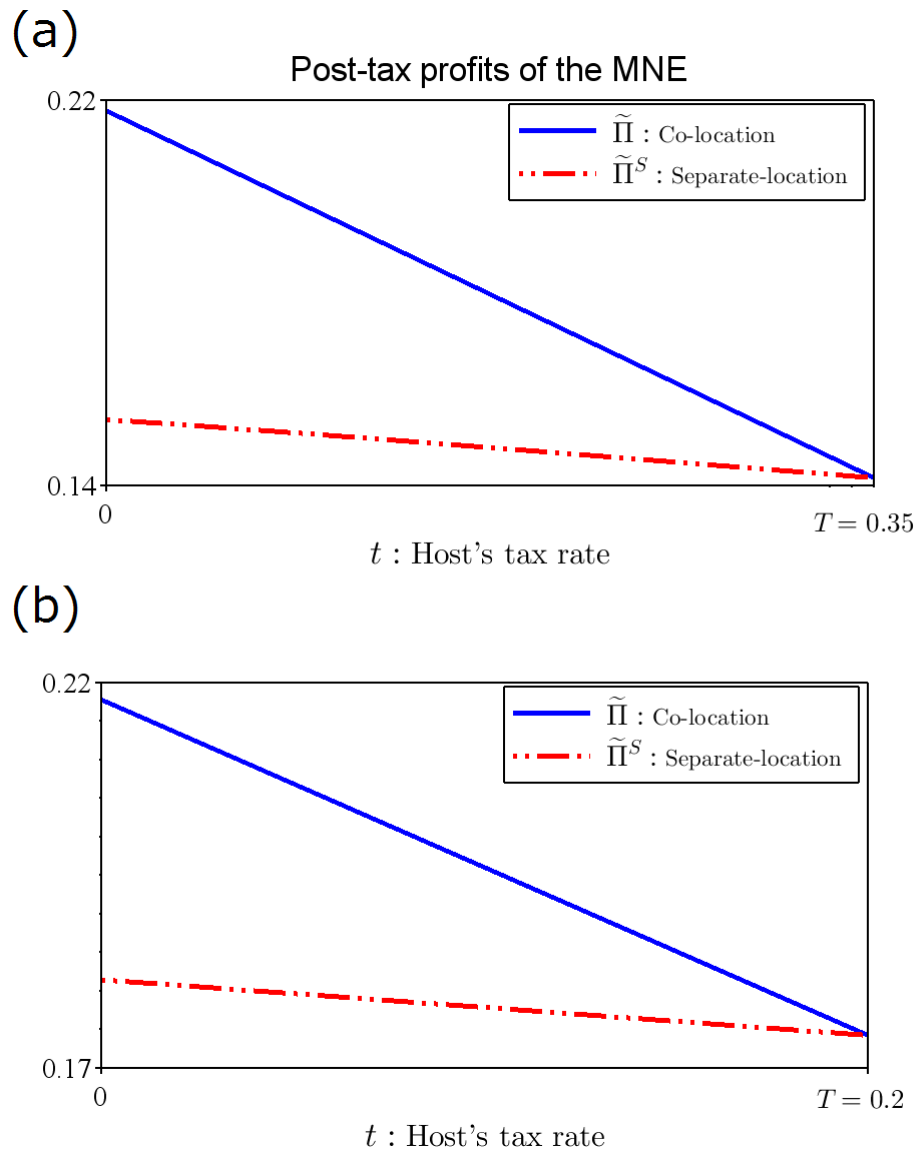 (a)
Post-tax profits of the MNE
0.22
Π̃ : Co-location
Π̃^S : Separate-location
0.14
0
T = 0.35
t : Host's tax rate
(b)
0.22
Π̃ : Co-location
Π̃^S : Separate-location
0.17
0
T = 0.2
t : Host's tax rate